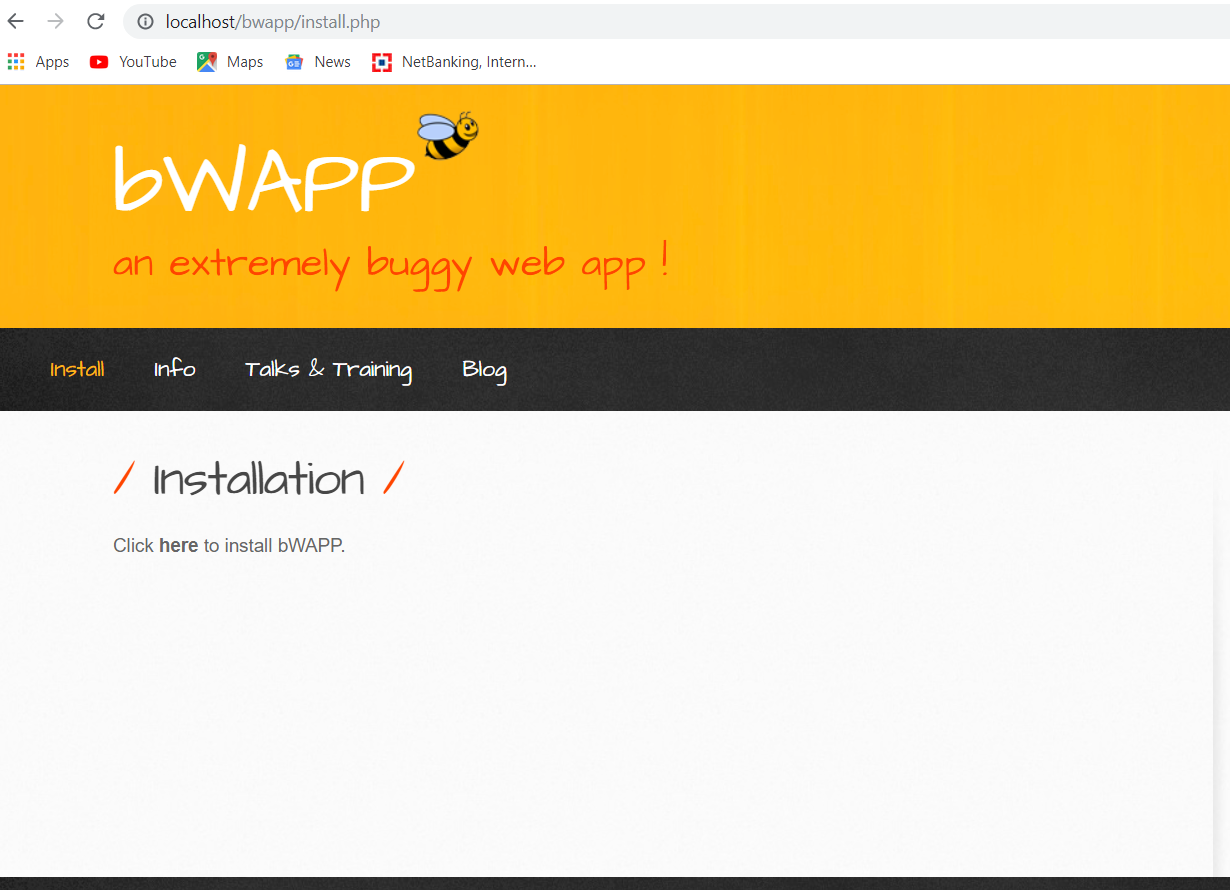 localhost/bwapp/install.php
Apps YouTube Maps News NetBanking, Intern...
bWAPP
an extremely buggy web app !
Install Info Talks & Training Blog
/ Installation /
Click here to install bWAPP.